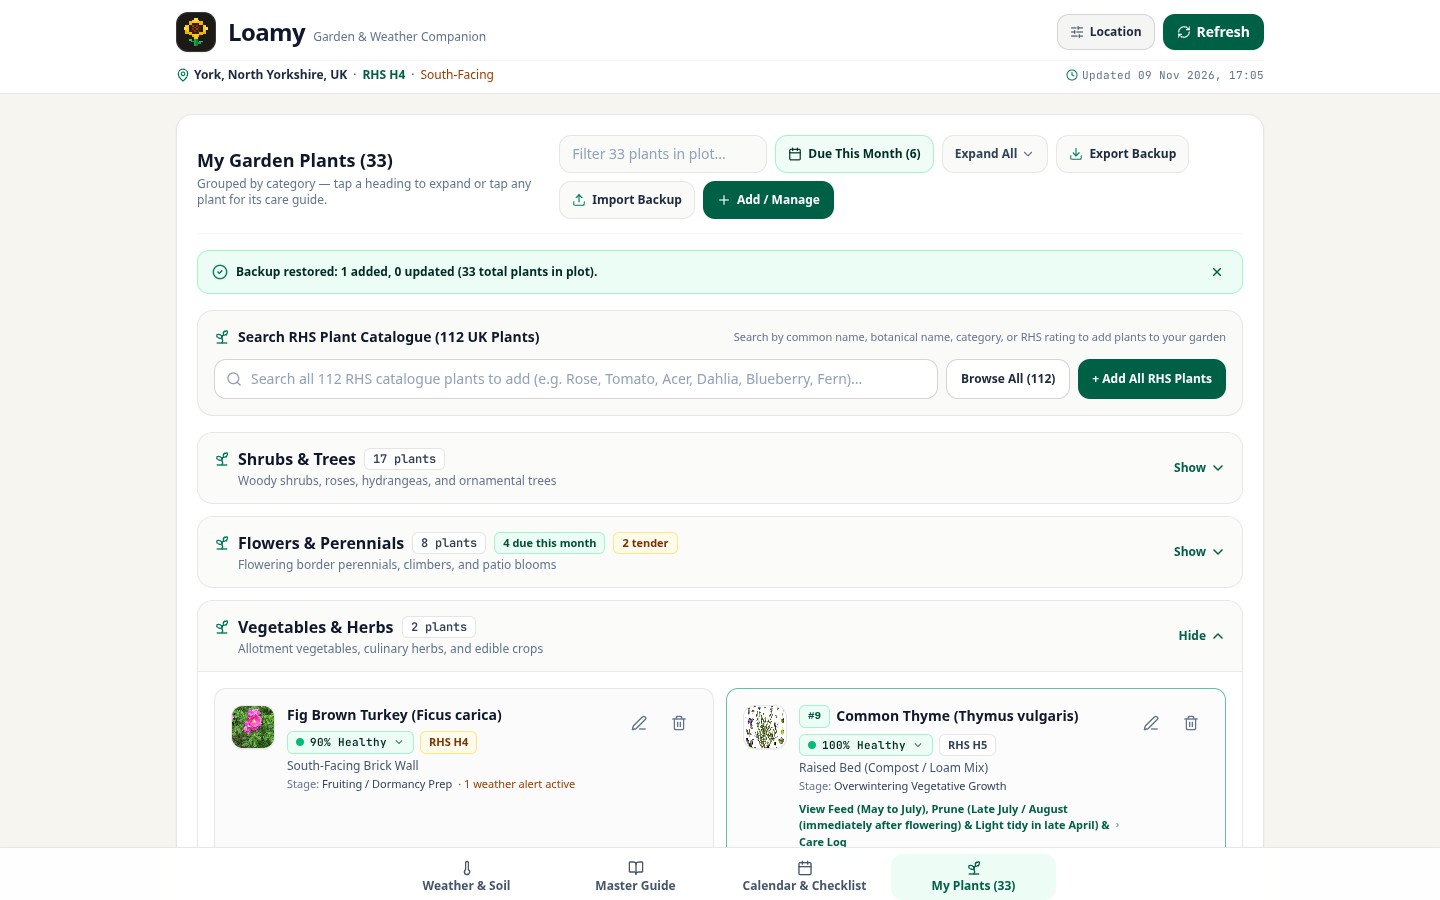 Loamy
Garden & Weather Companion
Location
Refresh
York, North Yorkshire, UK · RHS H4 · South-Facing
Updated 09 Nov 2026, 17:05
My Garden Plants (33)
Grouped by category — tap a heading to expand or tap any
plant for its care guide.
Filter 33 plants in plot...
Due This Month (6)
Expand All
Export Backup
Import Backup
Add / Manage
Backup restored: 1 added, 0 updated (33 total plants in plot).
Search RHS Plant Catalogue (112 UK Plants)
Search by common name, botanical name, category, or RHS rating to add plants to your garden
Search all 112 RHS catalogue plants to add (e.g. Rose, Tomato, Acer, Dahlia, Blueberry, Fern)...
Browse All (112)
+ Add All RHS Plants
Shrubs & Trees
17 plants
Woody shrubs, roses, hydrangeas, and ornamental trees
Show
Flowers & Perennials
8 plants
4 due this month
2 tender
Flowering border perennials, climbers, and patio blooms
Show
Vegetables & Herbs
2 plants
Allotment vegetables, culinary herbs, and edible crops
Hide
Fig Brown Turkey (Ficus carica)
90% Healthy
RHS H4
South-Facing Brick Wall
Stage: Fruiting / Dormancy Prep · 1 weather alert active
#9
Common Thyme (Thymus vulgaris)
100% Healthy
RHS H5
Raised Bed (Compost / Loam Mix)
Stage: Overwintering Vegetative Growth
View Feed (May to July), Prune (Late July / August
(immediately after flowering) & Light tidy in late April) &
Care Log
Weather & Soil
Master Guide
Calendar & Checklist
My Plants (33)